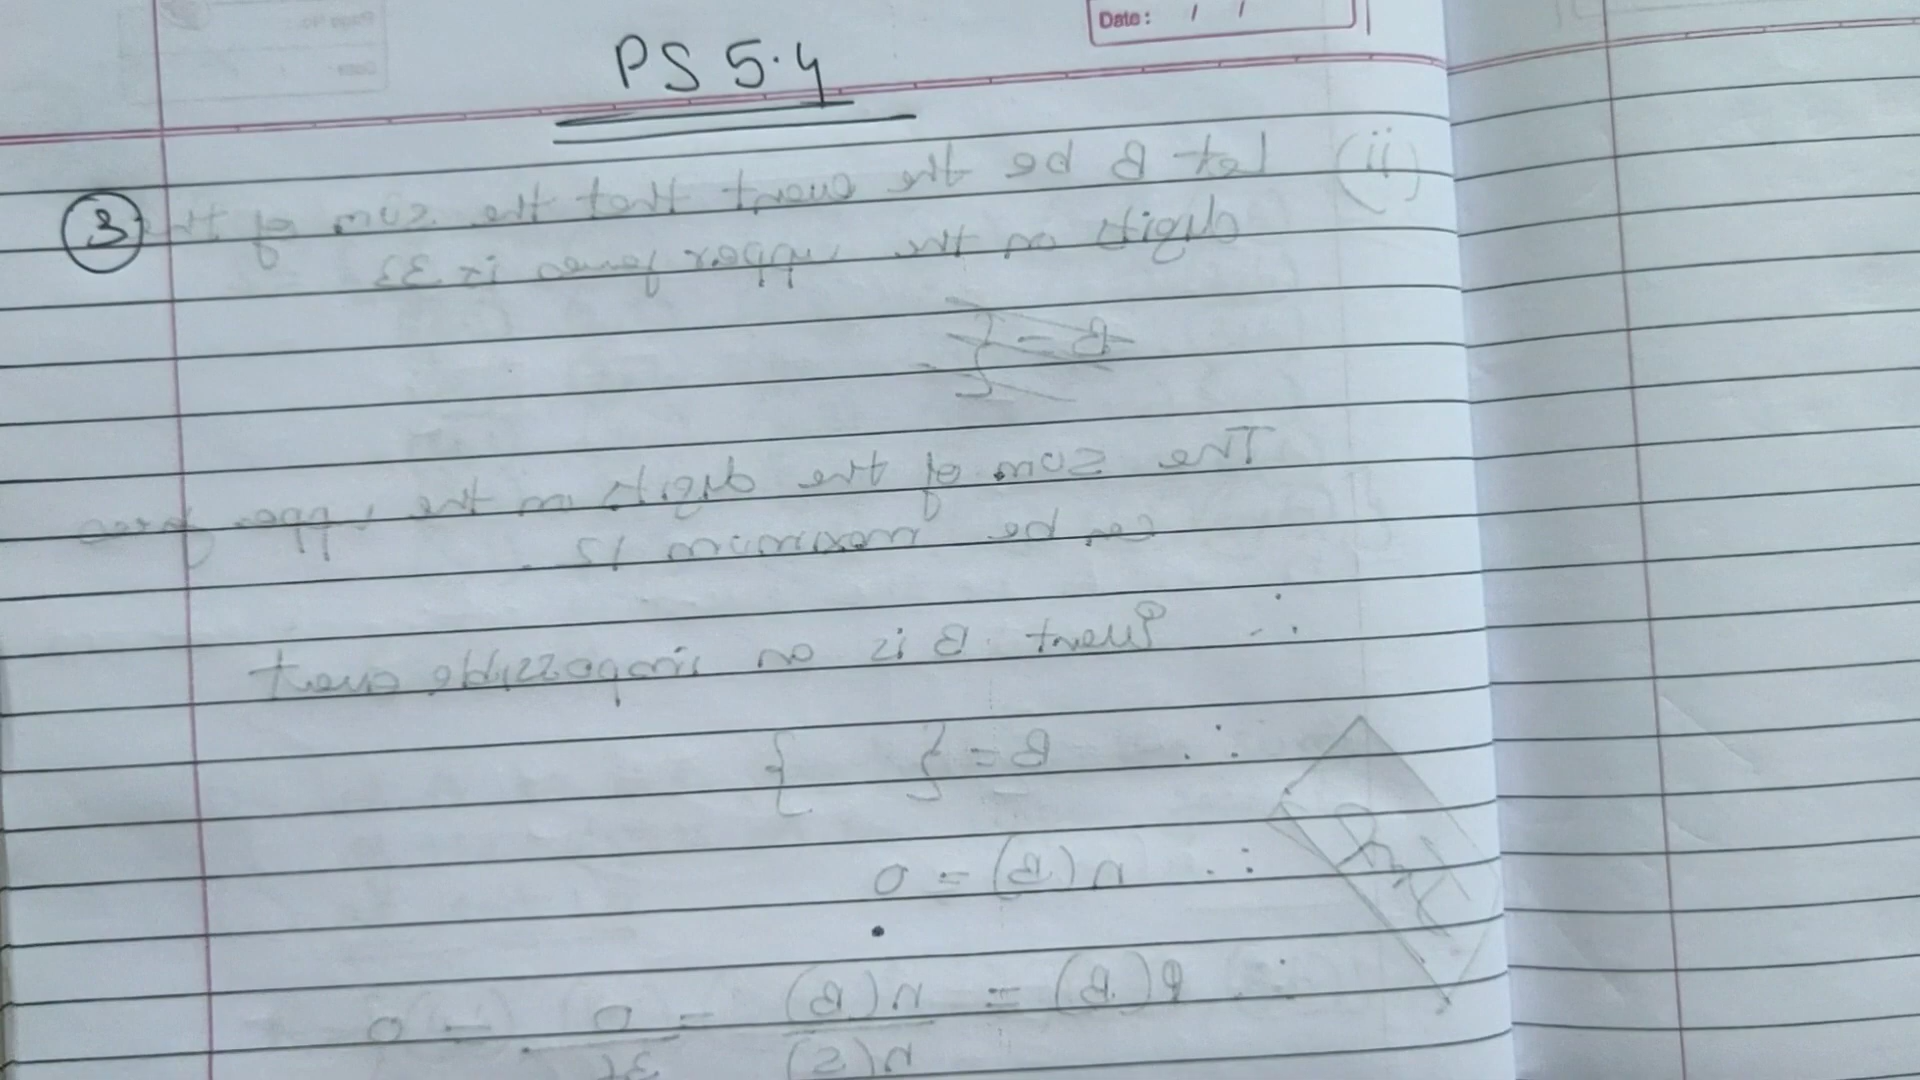 Date: / /
PS 5.4
3
(ii) Let B be the event that the sum of the
digits on the upper faces is 33
B = {
The sum of the digits on the upper faces
can be maximum 12.
∴ Event B is an impossible event
∴ B = { }
∴ n(B) = 0
∴ P(B) = n(B)/n(S) = 0/36 = 0